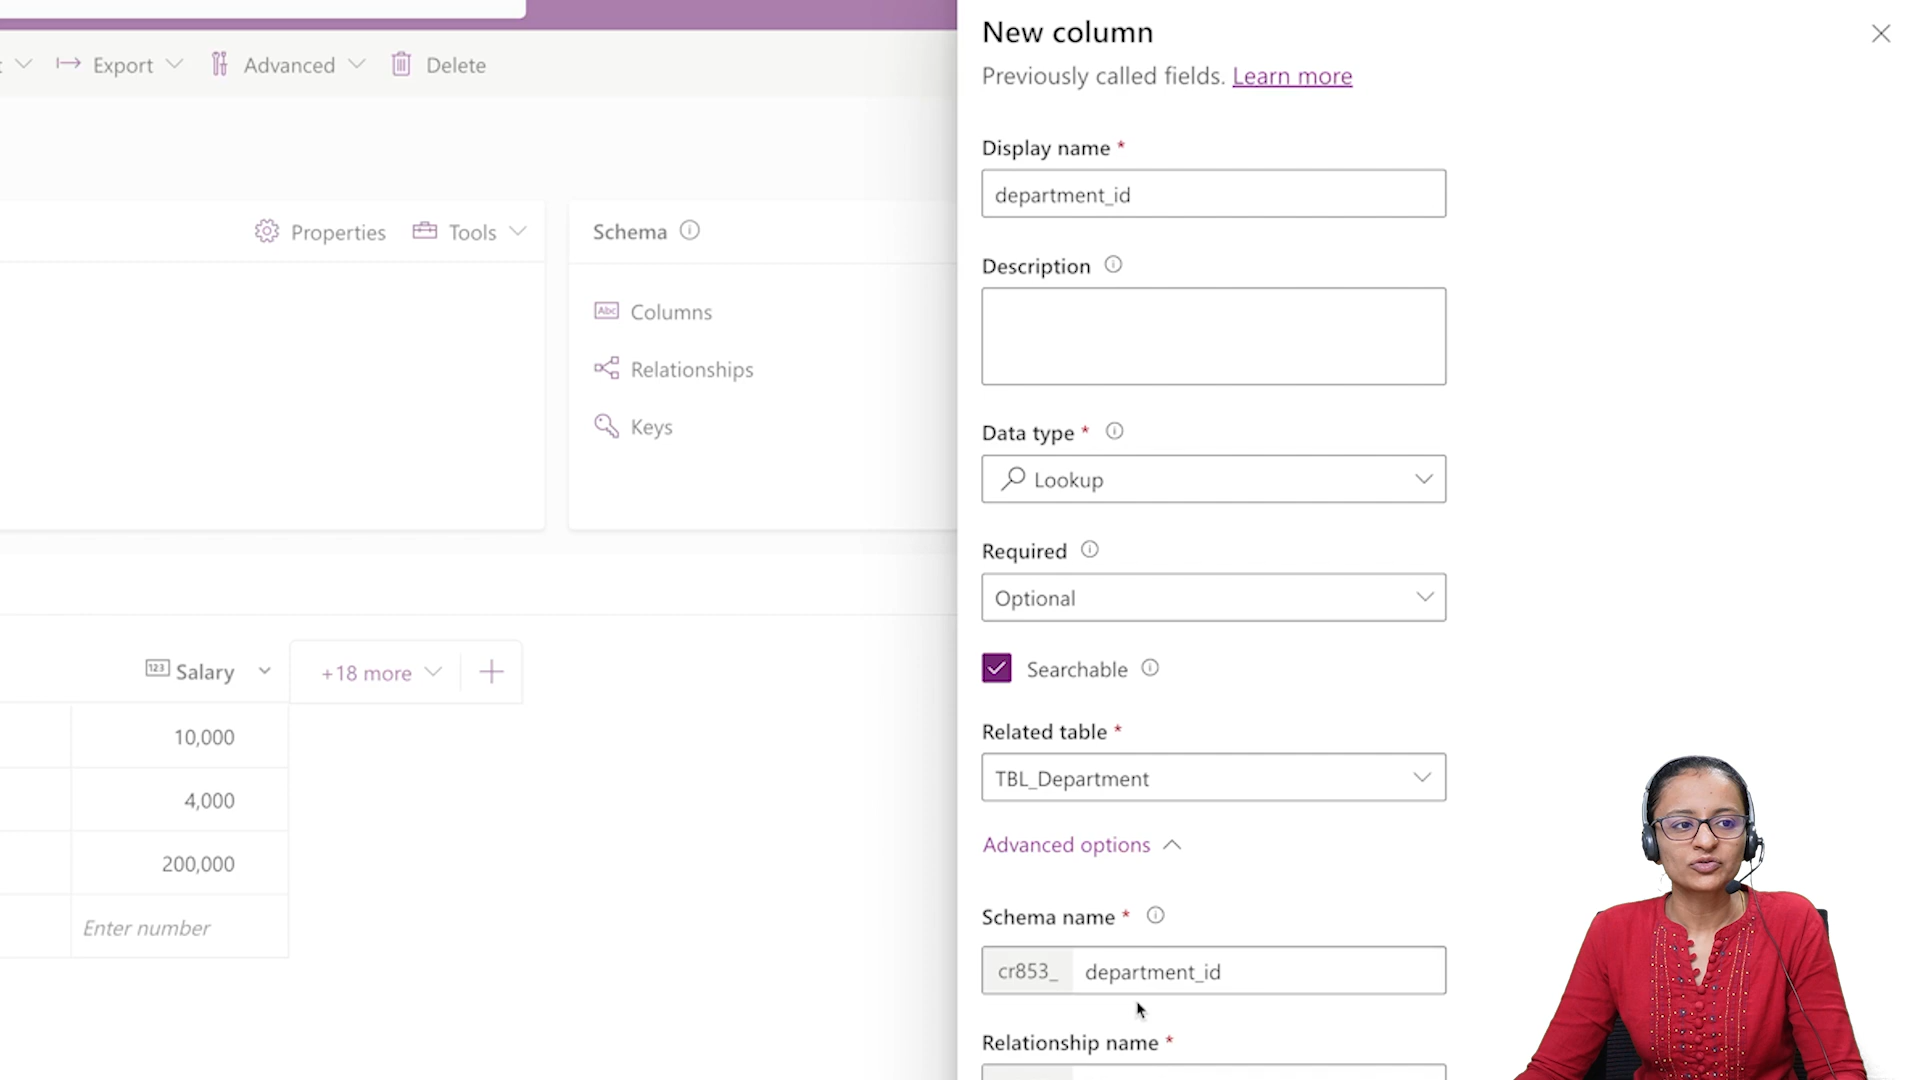 Export
Advanced
Delete
Properties
Tools
Schema
Abc Columns
Relationships
Keys
123 Salary
+18 more
10,000
4,000
200,000
Enter number
New column
Previously called fields. Learn more
Display name *
department_id
Description
Data type *
Lookup
Required
Optional
Searchable
Related table *
TBL_Department
Advanced options
Schema name *
cr853_ department_id
Relationship name *